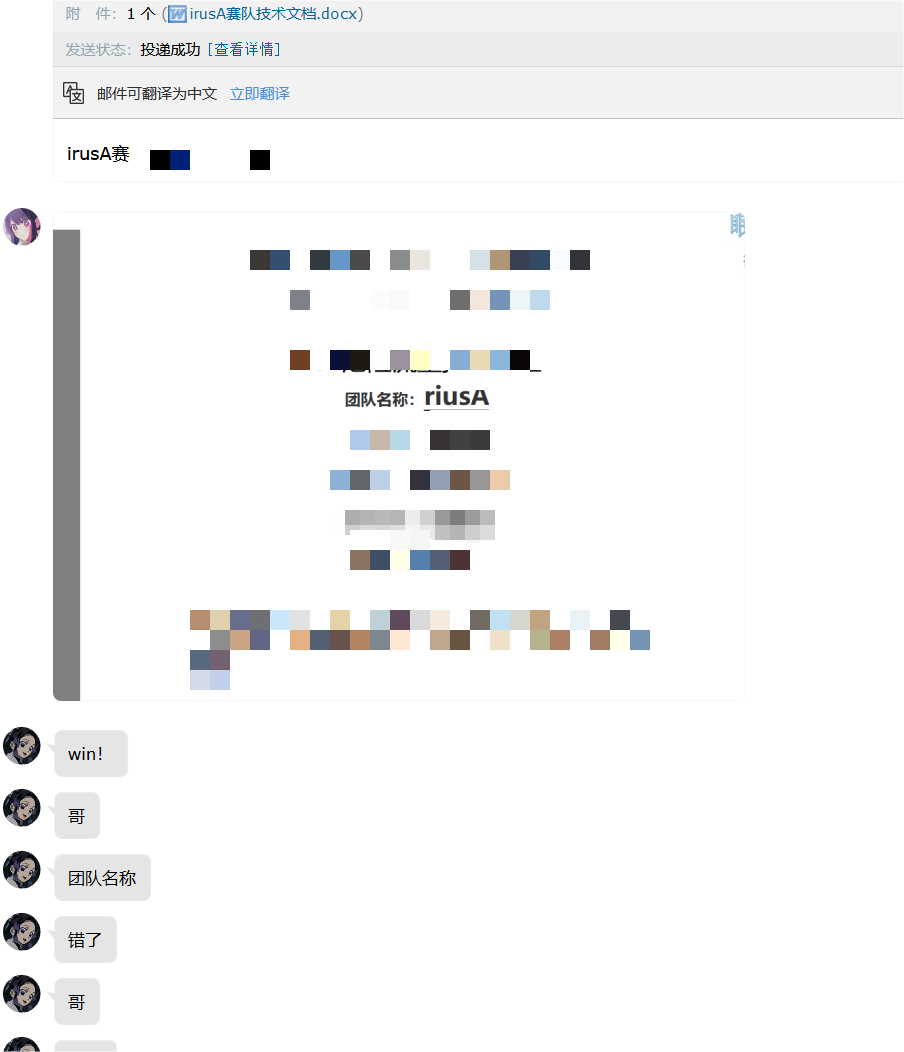 附 件： 1 个 (irusA赛队技术文档.docx)
发送状态： 投递成功 [查看详情]
邮件可翻译为中文 立即翻译
irusA赛
团队名称： riusA
win！
哥
团队名称
错了
哥